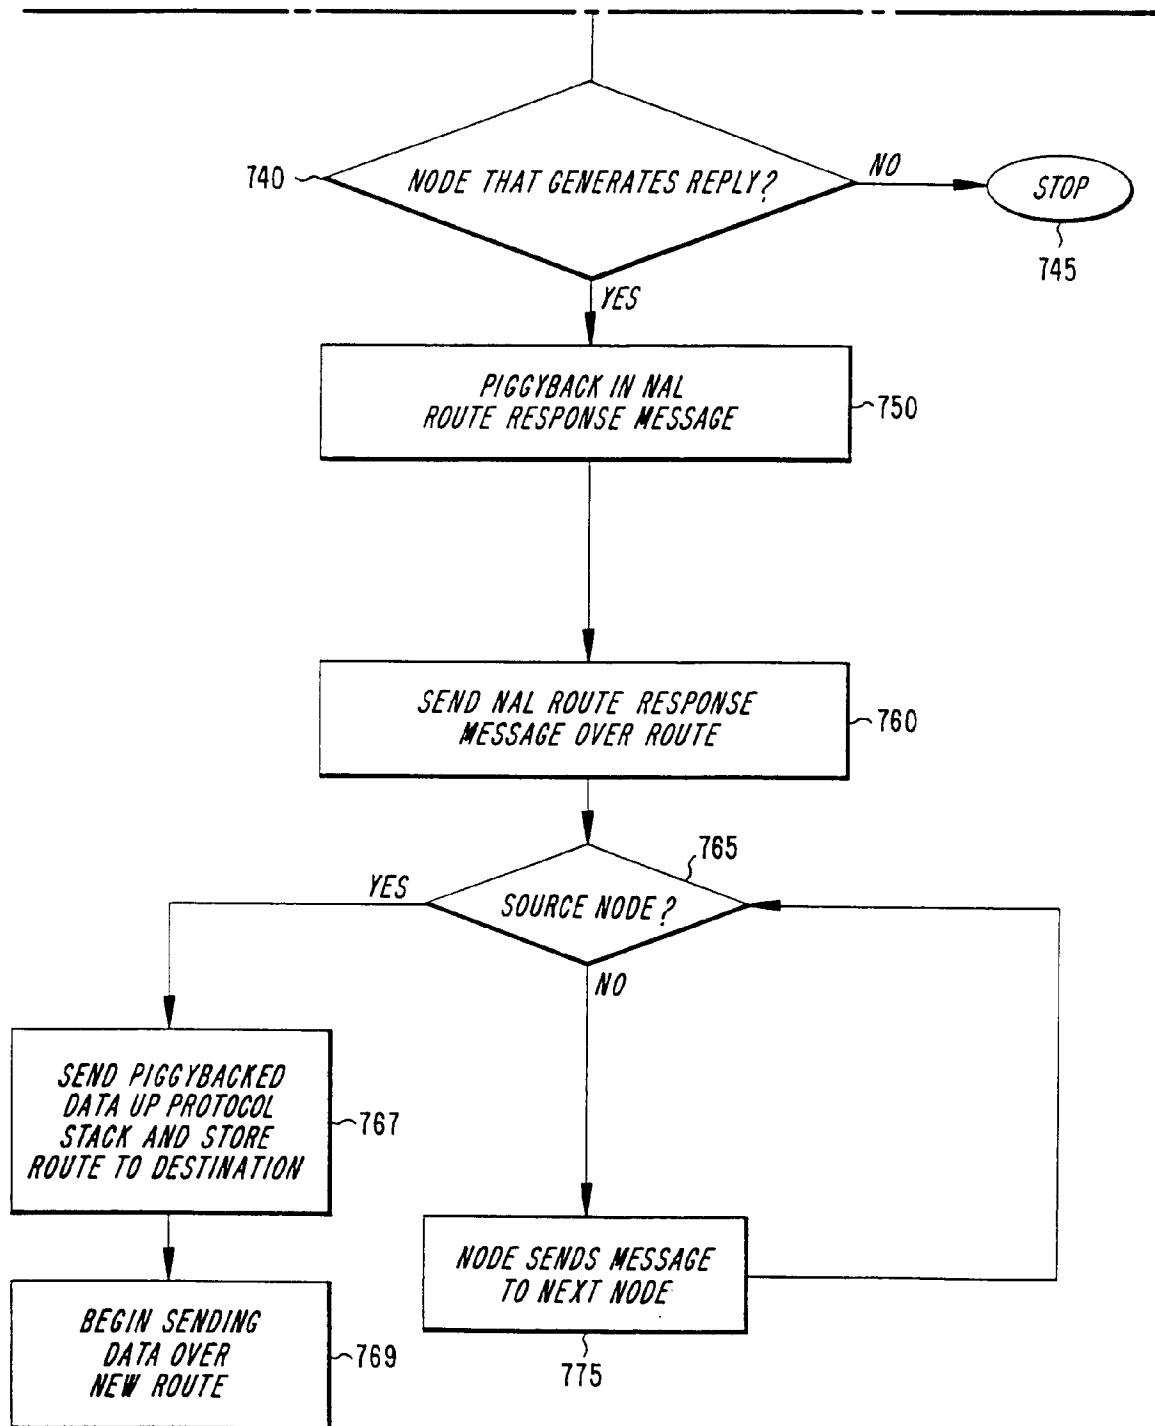 740
NODE THAT GENERATES REPLY?
NO
STOP
745
YES
PIGGYBACK IN NAL
ROUTE RESPONSE MESSAGE
750
SEND NAL ROUTE RESPONSE
MESSAGE OVER ROUTE
760
765
YES
SOURCE NODE?
NO
SEND PIGGYBACKED
DATA UP PROTOCOL
STACK AND STORE
ROUTE TO DESTINATION
767
NODE SENDS MESSAGE
TO NEXT NODE
775
BEGIN SENDING
DATA OVER
NEW ROUTE
769